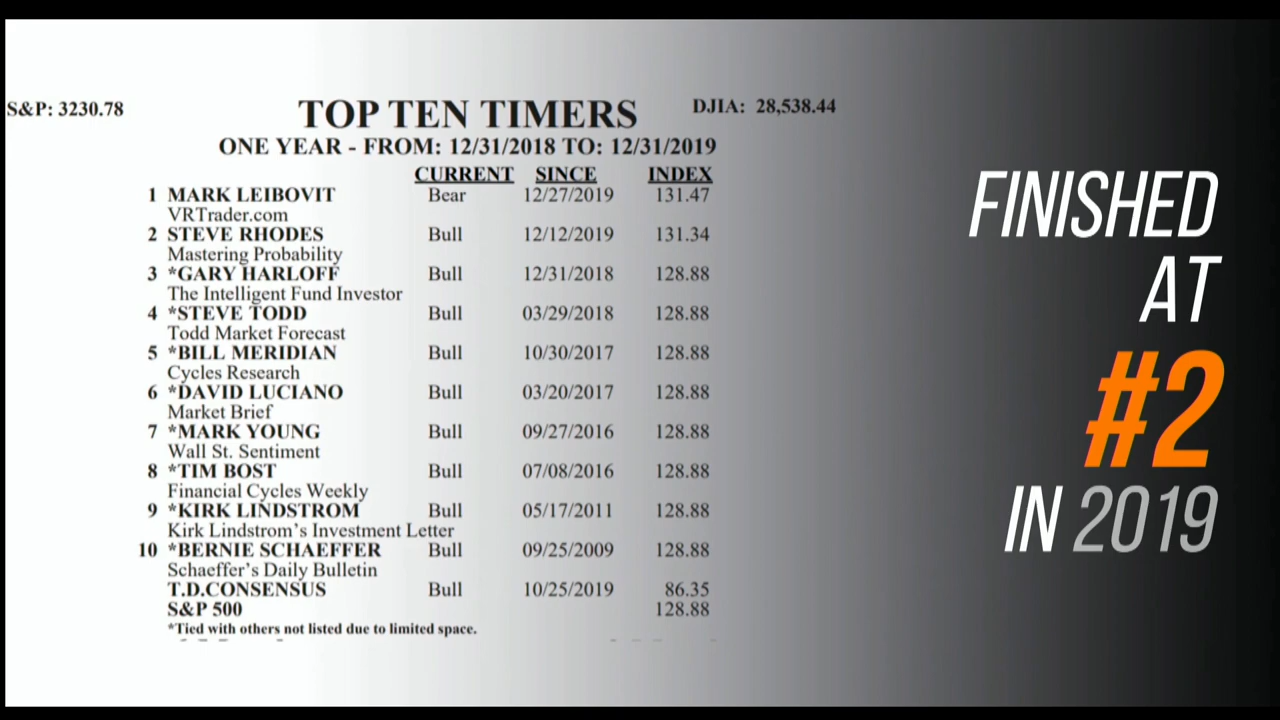 S&P: 3230.78
TOP TEN TIMERS
DJIA: 28,538.44
ONE YEAR - FROM: 12/31/2018 TO: 12/31/2019
CURRENT SINCE INDEX
1 MARK LEIBOVIT Bear 12/27/2019 131.47
VRTrader.com
2 STEVE RHODES Bull 12/12/2019 131.34
Mastering Probability
3 *GARY HARLOFF Bull 12/31/2018 128.88
The Intelligent Fund Investor
4 *STEVE TODD Bull 03/29/2018 128.88
Todd Market Forecast
5 *BILL MERIDIAN Bull 10/30/2017 128.88
Cycles Research
6 *DAVID LUCIANO Bull 03/20/2017 128.88
Market Brief
7 *MARK YOUNG Bull 09/27/2016 128.88
Wall St. Sentiment
8 *TIM BOST Bull 07/08/2016 128.88
Financial Cycles Weekly
9 *KIRK LINDSTROM Bull 05/17/2011 128.88
Kirk Lindstrom's Investment Letter
10 *BERNIE SCHAEFFER Bull 09/25/2009 128.88
Schaeffer's Daily Bulletin
T.D.CONSENSUS Bull 10/25/2019 86.35
S&P 500 128.88
*Tied with others not listed due to limited space.
FINISHED
AT
#2
IN 2019